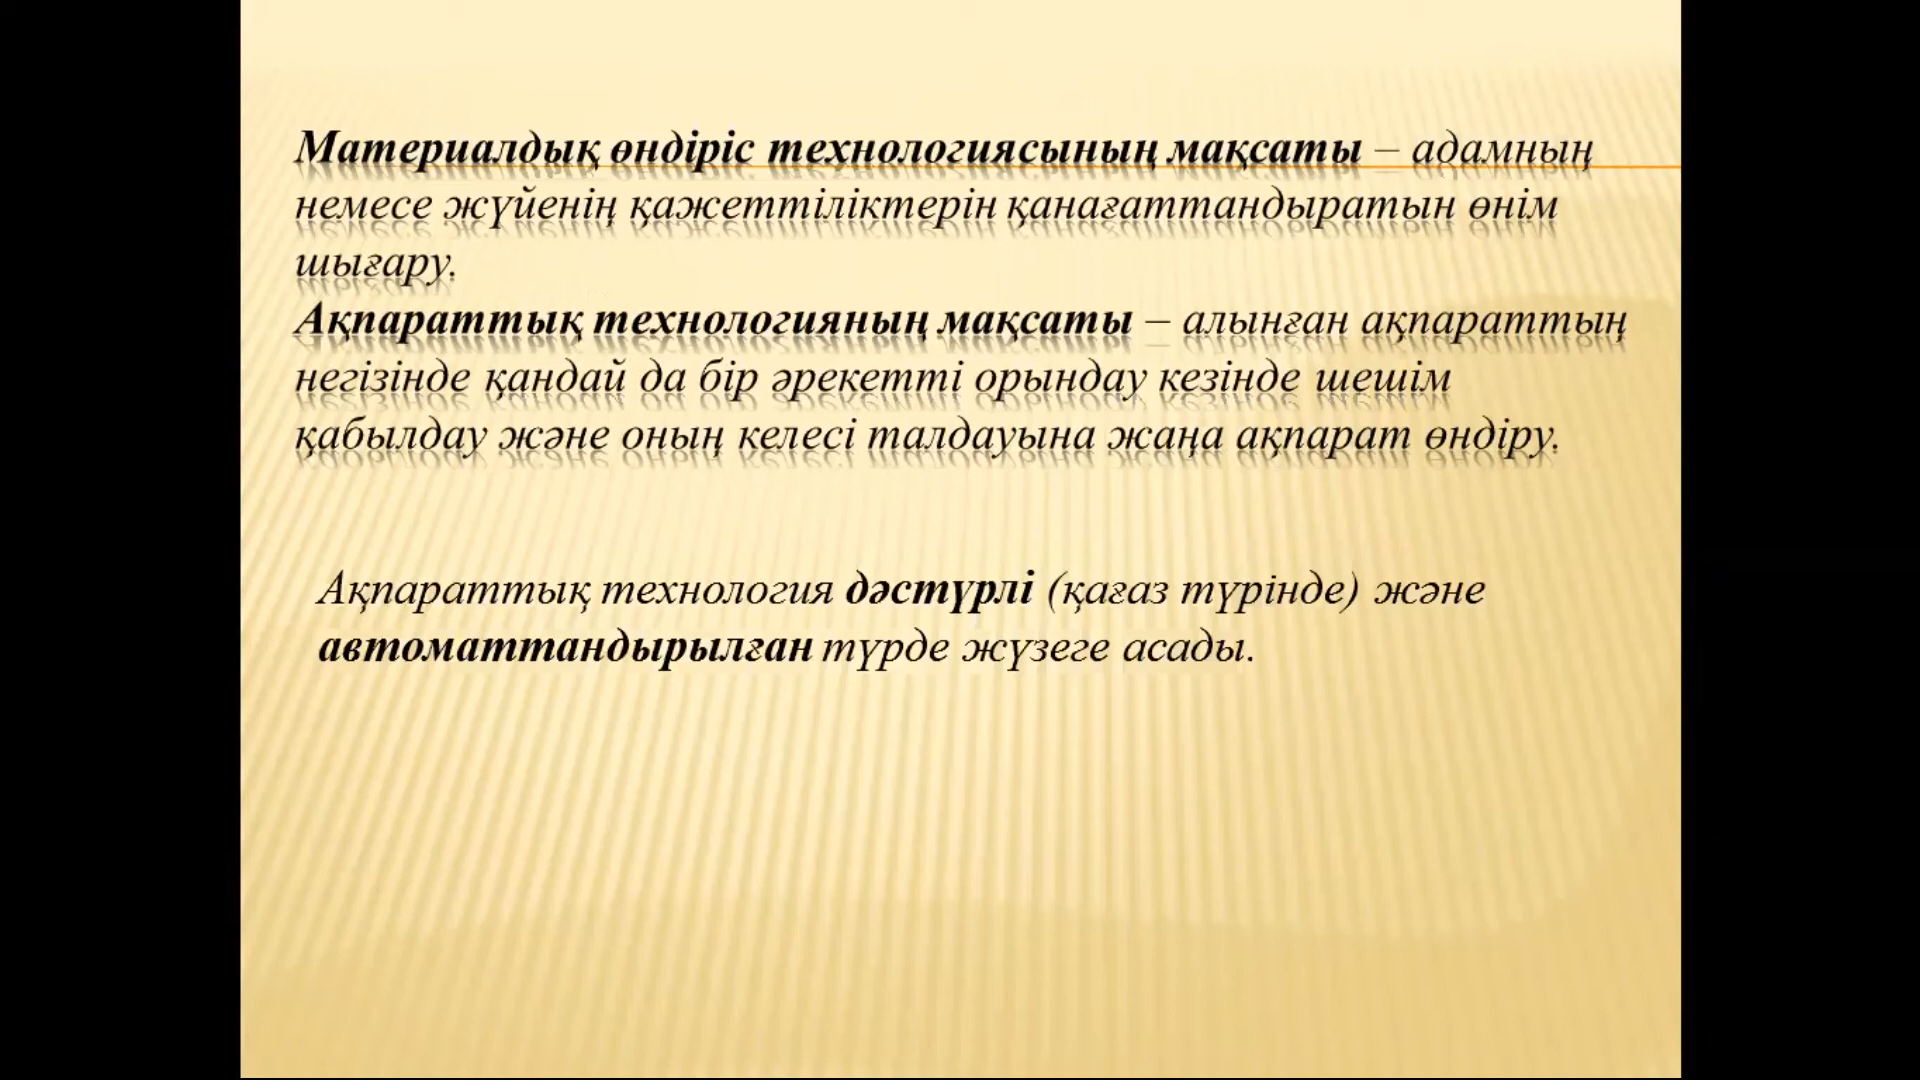 Материалдық өндіріс технологиясының мақсаты – адамның
немесе жүйенің қажеттіліктерін қанағаттандыратын өнім
шығару.
Ақпараттық технологияның мақсаты – алынған ақпараттың
негізінде қандай да бір әрекетті орындау кезінде шешім
қабылдау және оның келесі талдауына жаңа ақпарат өндіру.
Ақпараттық технология дәстүрлі (қағаз түрінде) және
автоматтандырылған түрде жүзеге асады.